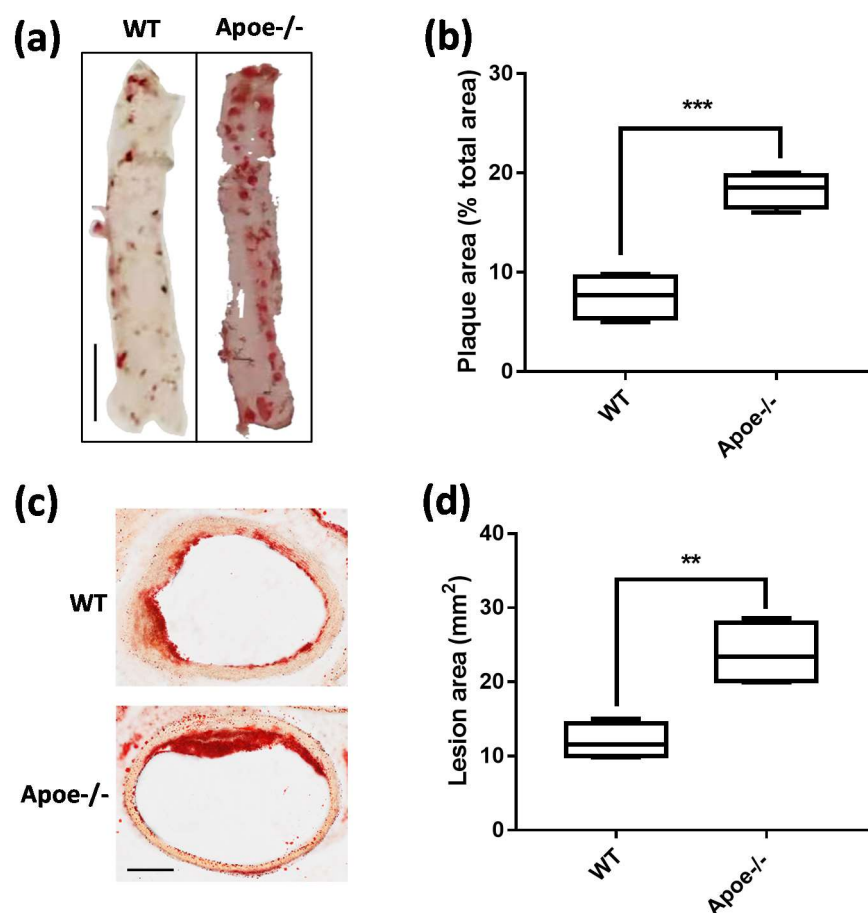 (a)
WT Apoe-/-
(b)
Plaque area (% total area)
30
20
10
0
***
WT
Apoe-/-
(c)
WT
Apoe-/-
(d)
Lesion area (mm²)
40
30
20
10
0
**
WT
Apoe-/-